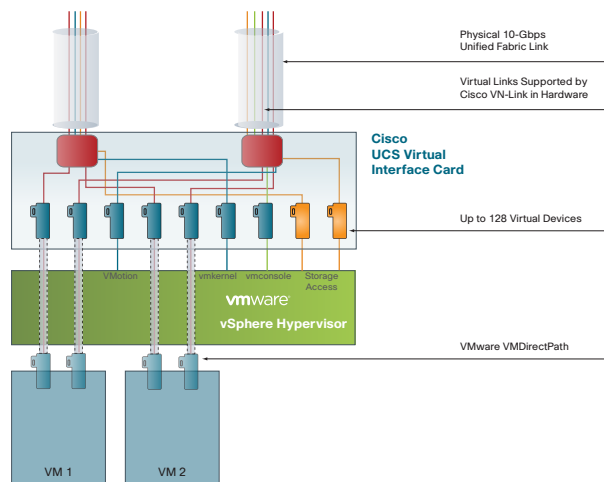 Physical 10-Gbps
Unified Fabric Link
Virtual Links Supported by
Cisco VN-Link in Hardware
Cisco
UCS Virtual
Interface Card
Up to 128 Virtual Devices
VMotion
vmkernel
vmconsole
Storage
Access
vmware®
vSphere Hypervisor
VMware VMDirectPath
VM 1
VM 2